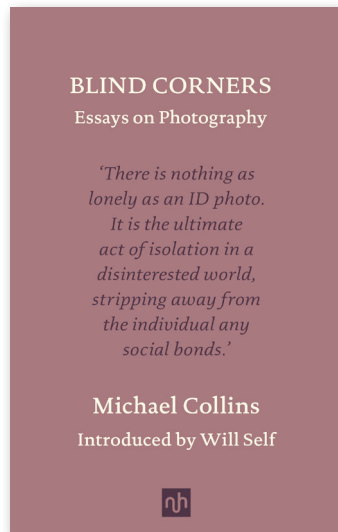 BLIND CORNERS
Essays on Photography
‘There is nothing as
lonely as an ID photo.
It is the ultimate
act of isolation in a
disinterested world,
stripping away from
the individual any
social bonds.’
Michael Collins
Introduced by Will Self
nh